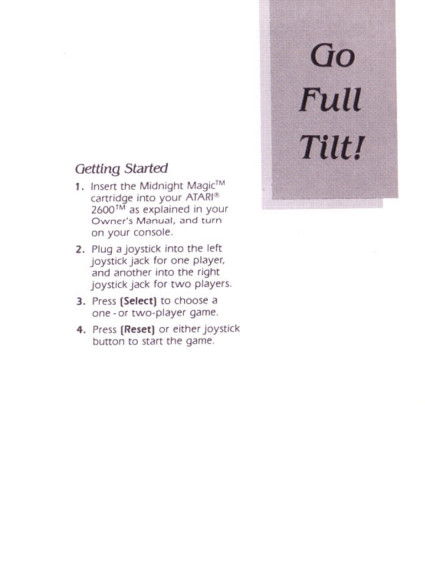 Go
Full
Tilt!
Getting Started
1. Insert the Midnight Magic™
cartridge into your ATARI®
2600™ as explained in your
Owner's Manual, and turn
on your console.
2. Plug a joystick into the left
joystick jack for one player,
and another into the right
joystick jack for two players.
3. Press [Select] to choose a
one - or two-player game.
4. Press [Reset] or either joystick
button to start the game.